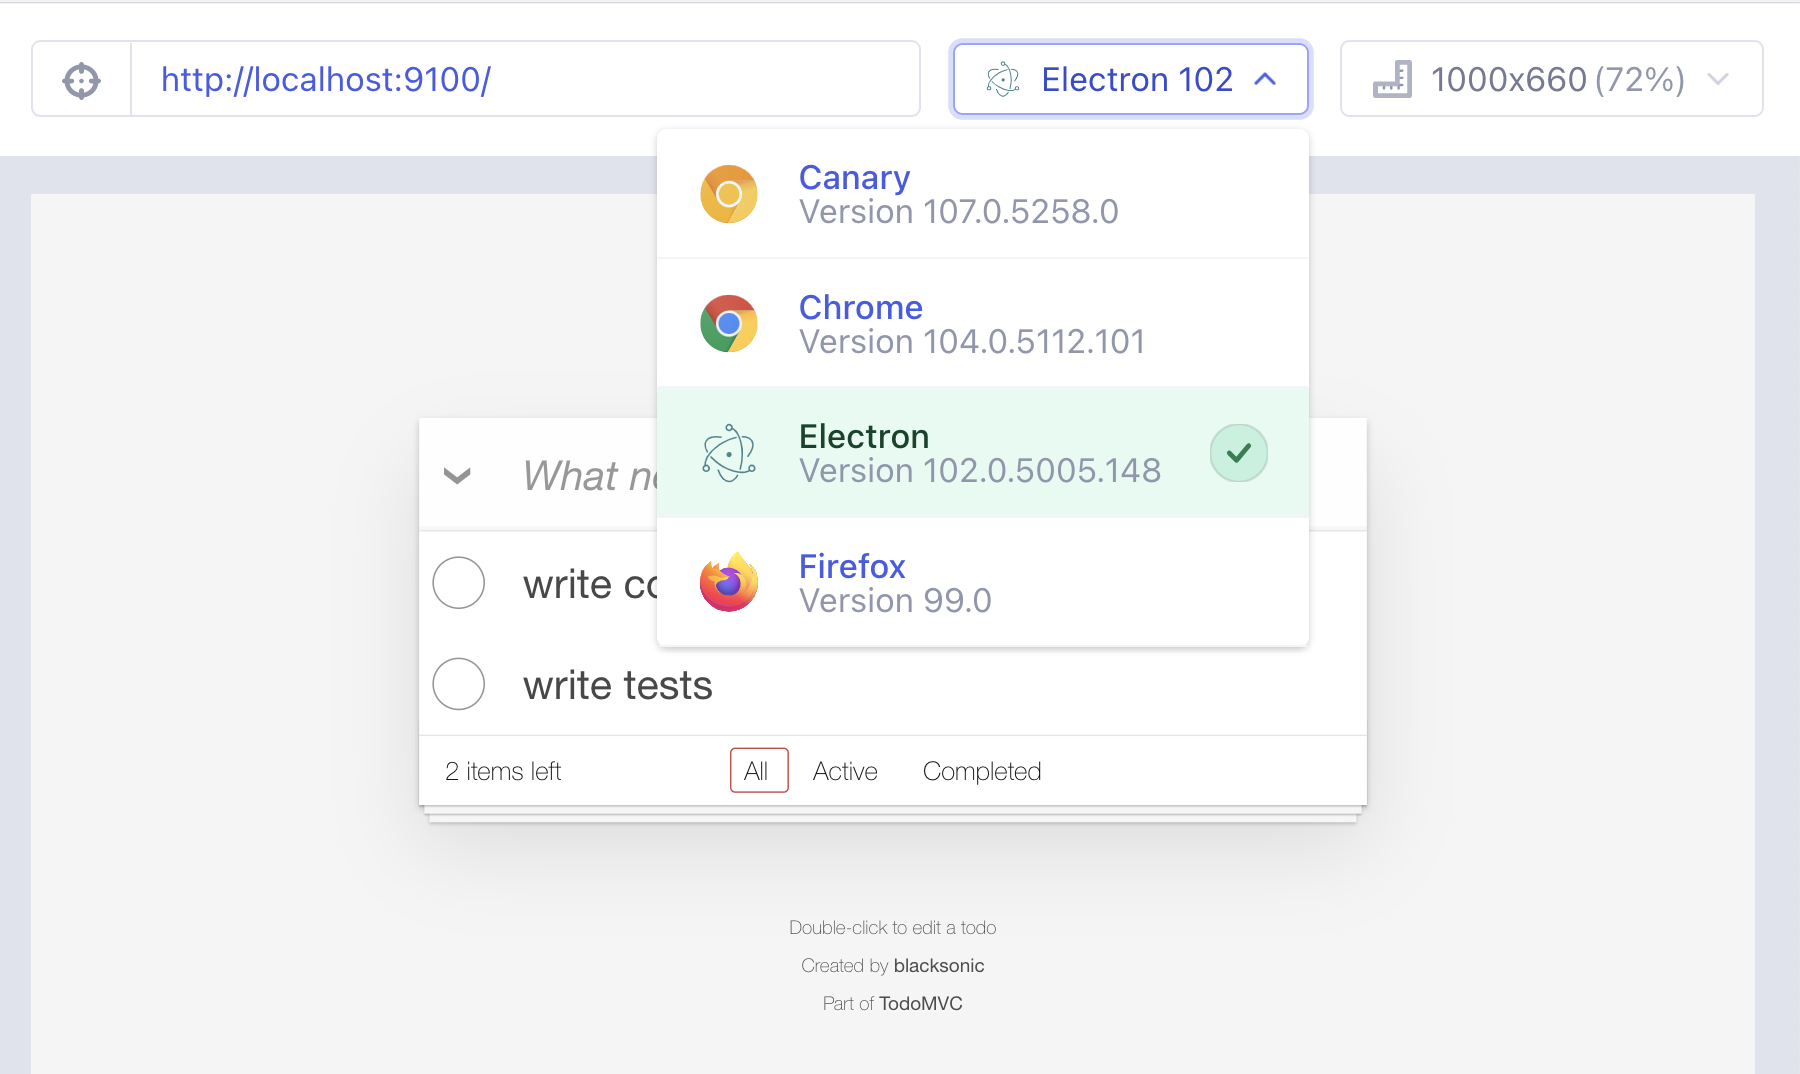 http://localhost:9100/
Electron 102
1000x660 (72%)
Canary
Version 107.0.5258.0
Chrome
Version 104.0.5112.101
Electron
Version 102.0.5005.148
Firefox
Version 99.0
What
write
write tests
2 items left
All
Active
Completed
Double-click to edit a todo
Created by blacksonic
Part of TodoMVC